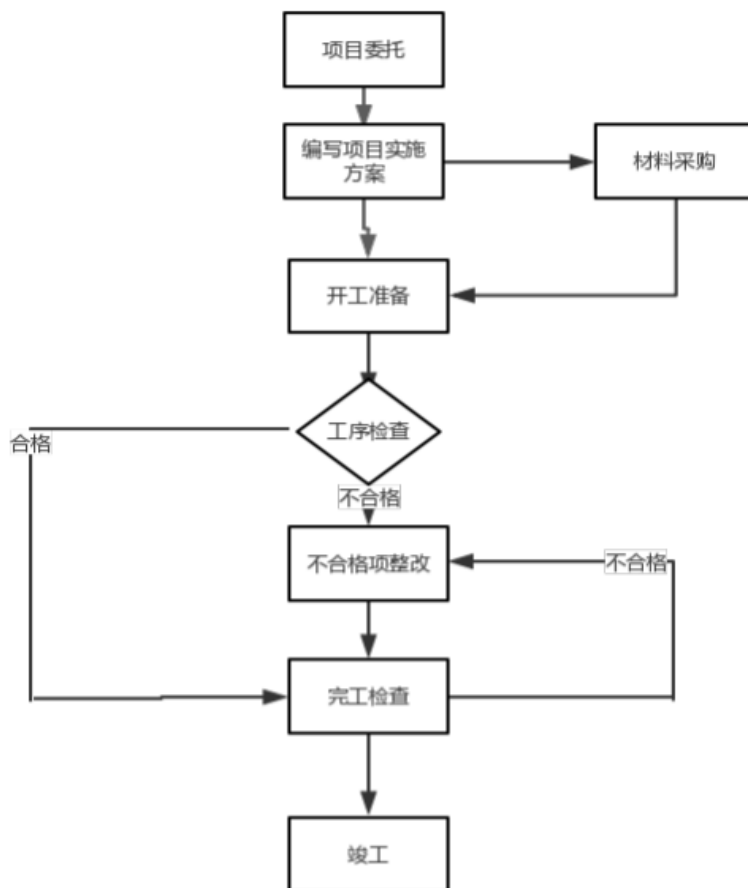 项目委托
编写项目实施
方案
材料采购
开工准备
工序检查
合格
不合格
不合格项整改
不合格
完工检查
竣工